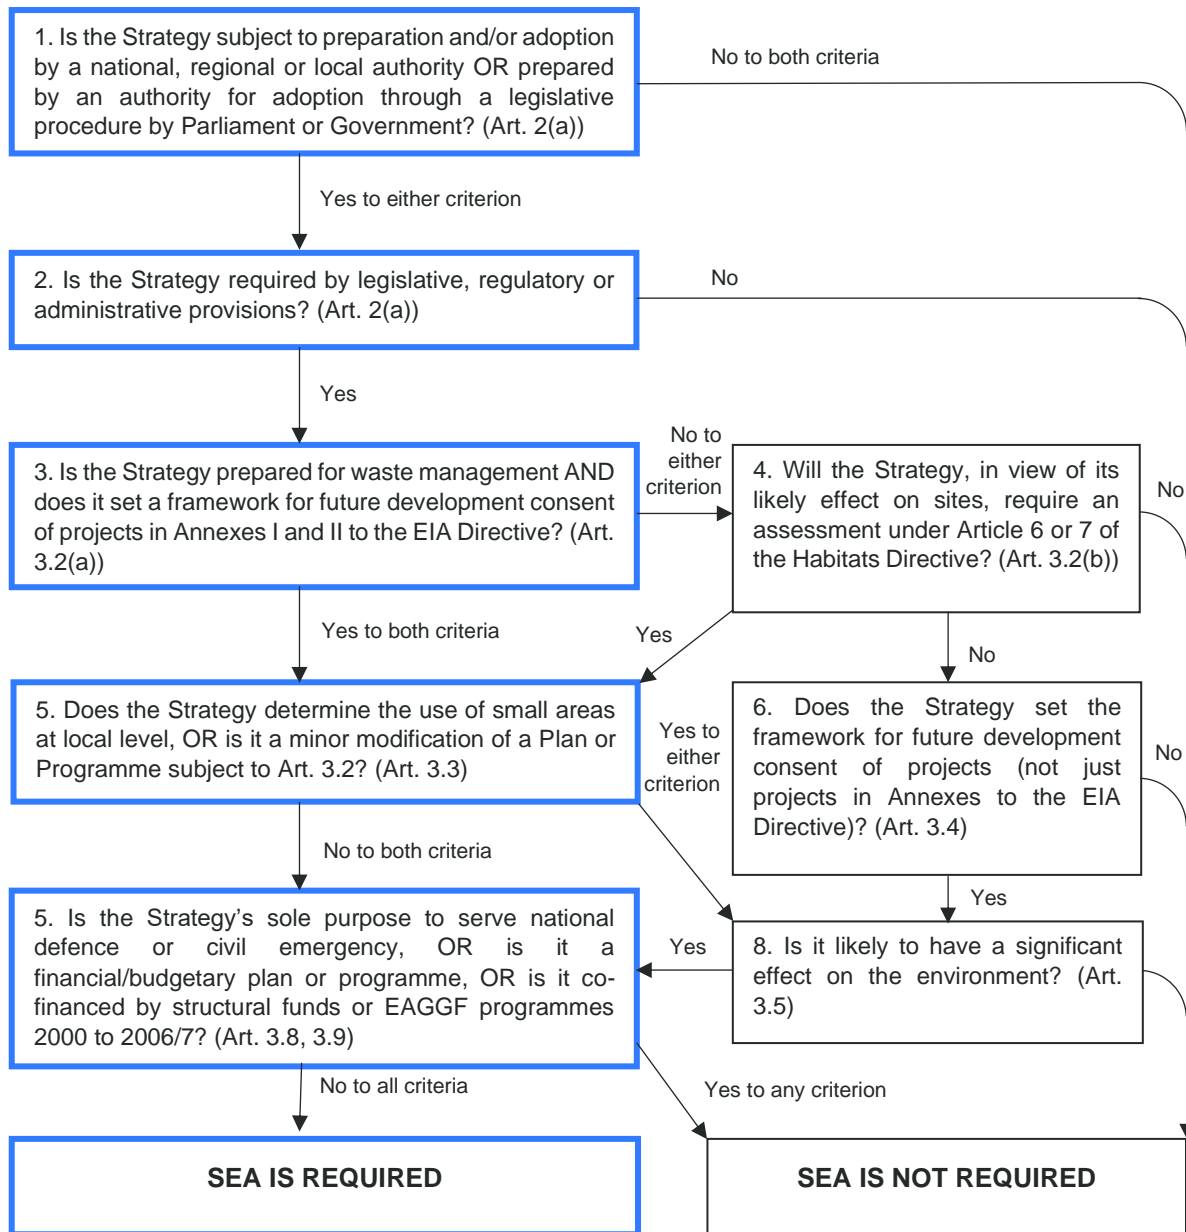 1. Is the Strategy subject to preparation and/or adoption
by a national, regional or local authority OR prepared
by an authority for adoption through a legislative
procedure by Parliament or Government? (Art. 2(a))
No to both criteria
Yes to either criterion
2. Is the Strategy required by legislative, regulatory or
administrative provisions? (Art. 2(a))
No
Yes
3. Is the Strategy prepared for waste management AND
does it set a framework for future development consent
of projects in Annexes I and II to the EIA Directive? (Art.
3.2(a))
No to
either
criterion
4. Will the Strategy, in view of its
likely effect on sites, require an
assessment under Article 6 or 7 of
the Habitats Directive? (Art. 3.2(b))
No
Yes to both criteria
Yes
No
5. Does the Strategy determine the use of small areas
at local level, OR is it a minor modification of a Plan or
Programme subject to Art. 3.2? (Art. 3.3)
Yes to
either
criterion
6. Does the Strategy set the
framework for future development
consent of projects (not just
projects in Annexes to the EIA
Directive)? (Art. 3.4)
No
No to both criteria
Yes
5. Is the Strategy’s sole purpose to serve national
defence or civil emergency, OR is it a
financial/budgetary plan or programme, OR is it co-
financed by structural funds or EAGGF programmes
2000 to 2006/7? (Art. 3.8, 3.9)
Yes
8. Is it likely to have a significant
effect on the environment? (Art.
3.5)
No to all criteria
Yes to any criterion
SEA IS REQUIRED
SEA IS NOT REQUIRED